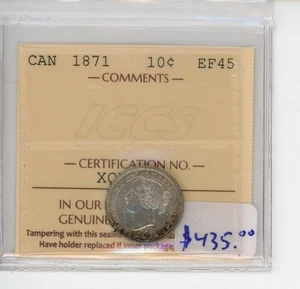 CAN 1871 10¢ EF45
— COMMENTS —
ICCS
— CERTIFICATION NO. —
IN OUR
GENUINE
$435.00
Tampering with this sealed
Have holder replaced if inner package